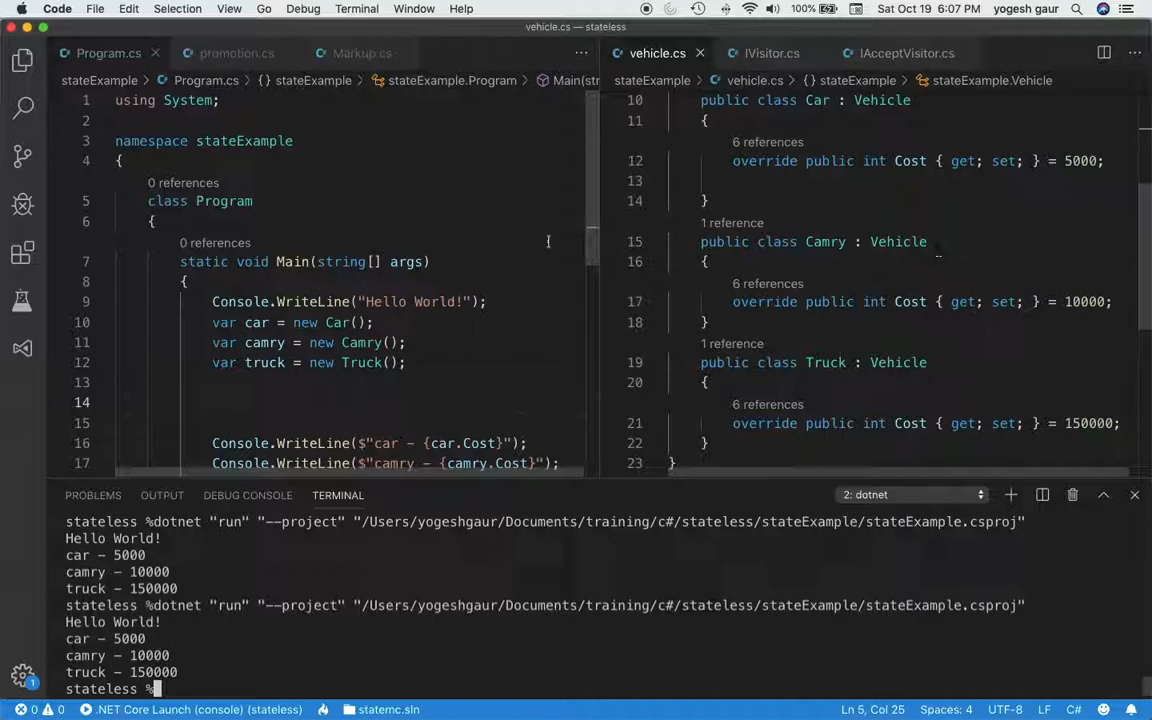 Code File Edit Selection View Go Debug Terminal Window Help 100% Sat Oct 19 6:07 PM yogesh gaur
vehicle.cs — stateless
Program.cs promotion.cs Markup.cs
vehicle.cs IVisitor.cs IAcceptVisitor.cs
stateExample > Program.cs > {} stateExample > stateExample.Program > Main(str
stateExample > vehicle.cs > {} stateExample > stateExample.Vehicle
1 using System;
2
3 namespace stateExample
4 {
0 references
5 class Program
6 {
0 references
7 static void Main(string[] args)
8 {
9 Console.WriteLine("Hello World!");
10 var car = new Car();
11 var camry = new Camry();
12 var truck = new Truck();
13
14
15
16 Console.WriteLine($"car - {car.Cost}");
17 Console.WriteLine($"camry - {camry.Cost}");
10 public class Car : Vehicle
11 {
6 references
12 override public int Cost { get; set; } = 5000;
13
14 }
1 reference
15 public class Camry : Vehicle
16 {
6 references
17 override public int Cost { get; set; } = 10000;
18 }
1 reference
19 public class Truck : Vehicle
20 {
6 references
21 override public int Cost { get; set; } = 150000;
22 }
23 }
PROBLEMS OUTPUT DEBUG CONSOLE TERMINAL 2: dotnet
stateless %dotnet "run" "--project" "/Users/yogeshgaur/Documents/training/c#/stateless/stateExample/stateExample.csproj"
Hello World!
car - 5000
camry - 10000
truck - 150000
stateless %dotnet "run" "--project" "/Users/yogeshgaur/Documents/training/c#/stateless/stateExample/stateExample.csproj"
Hello World!
car - 5000
camry - 10000
truck - 150000
stateless %
1
0 0 .NET Core Launch (console) (stateless) statemc.sln Ln 5, Col 25 Spaces: 4 UTF-8 LF C#